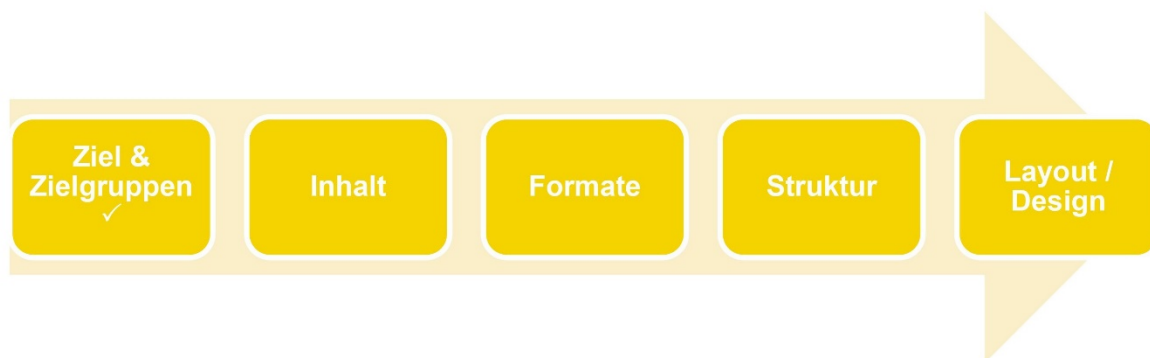 Ziel &
Zielgruppen
✓
Inhalt
Formate
Struktur
Layout /
Design